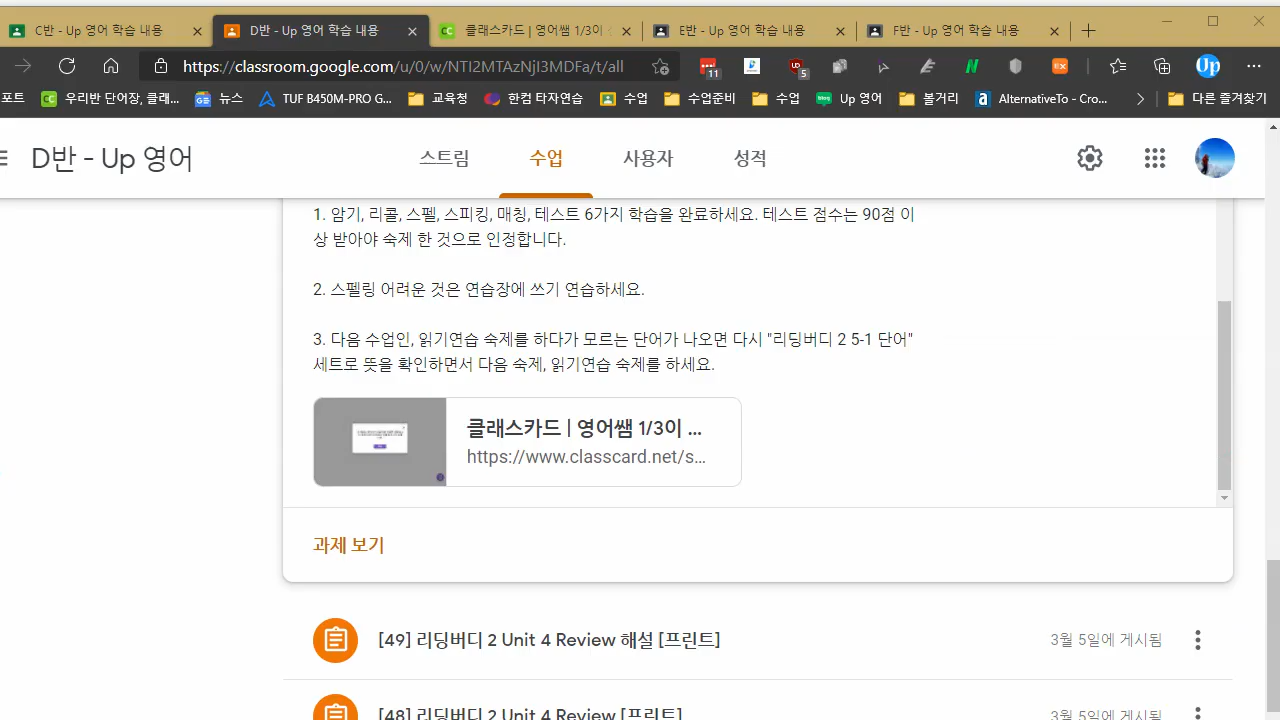 C반 - Up 영어 학습 내용
D반 - Up 영어 학습 내용
클래스카드 | 영어쌤 1/3이
E반 - Up 영어 학습 내용
F반 - Up 영어 학습 내용
https://classroom.google.com/u/0/w/NTI2MTAzNjI3MDFa/t/all
11
5
Up
포트
우리반 단어장, 클래...
뉴스
TUF B450M-PRO G...
교육청
한컴 타자연습
수업
수업준비
수업
Up 영어
볼거리
AlternativeTo - Cro...
다른 즐겨찾기
D반 - Up 영어
스트림
수업
사용자
성적
1. 암기, 리콜, 스펠, 스피킹, 매칭, 테스트 6가지 학습을 완료하세요. 테스트 점수는 90점 이
상 받아야 숙제 한 것으로 인정합니다.
2. 스펠링 어려운 것은 연습장에 쓰기 연습하세요.
3. 다음 수업인, 읽기연습 숙제를 하다가 모르는 단어가 나오면 다시 "리딩버디 2 5-1 단어"
세트로 뜻을 확인하면서 다음 숙제, 읽기연습 숙제를 하세요.
클래스카드 | 영어쌤 1/3이 ...
https://www.classcard.net/s...
과제 보기
[49] 리딩버디 2 Unit 4 Review 해설 [프린트]
3월 5일에 게시됨
[48] 리딩버디 2 Unit 4 Review [프린트]
3월 5일에 게시됨